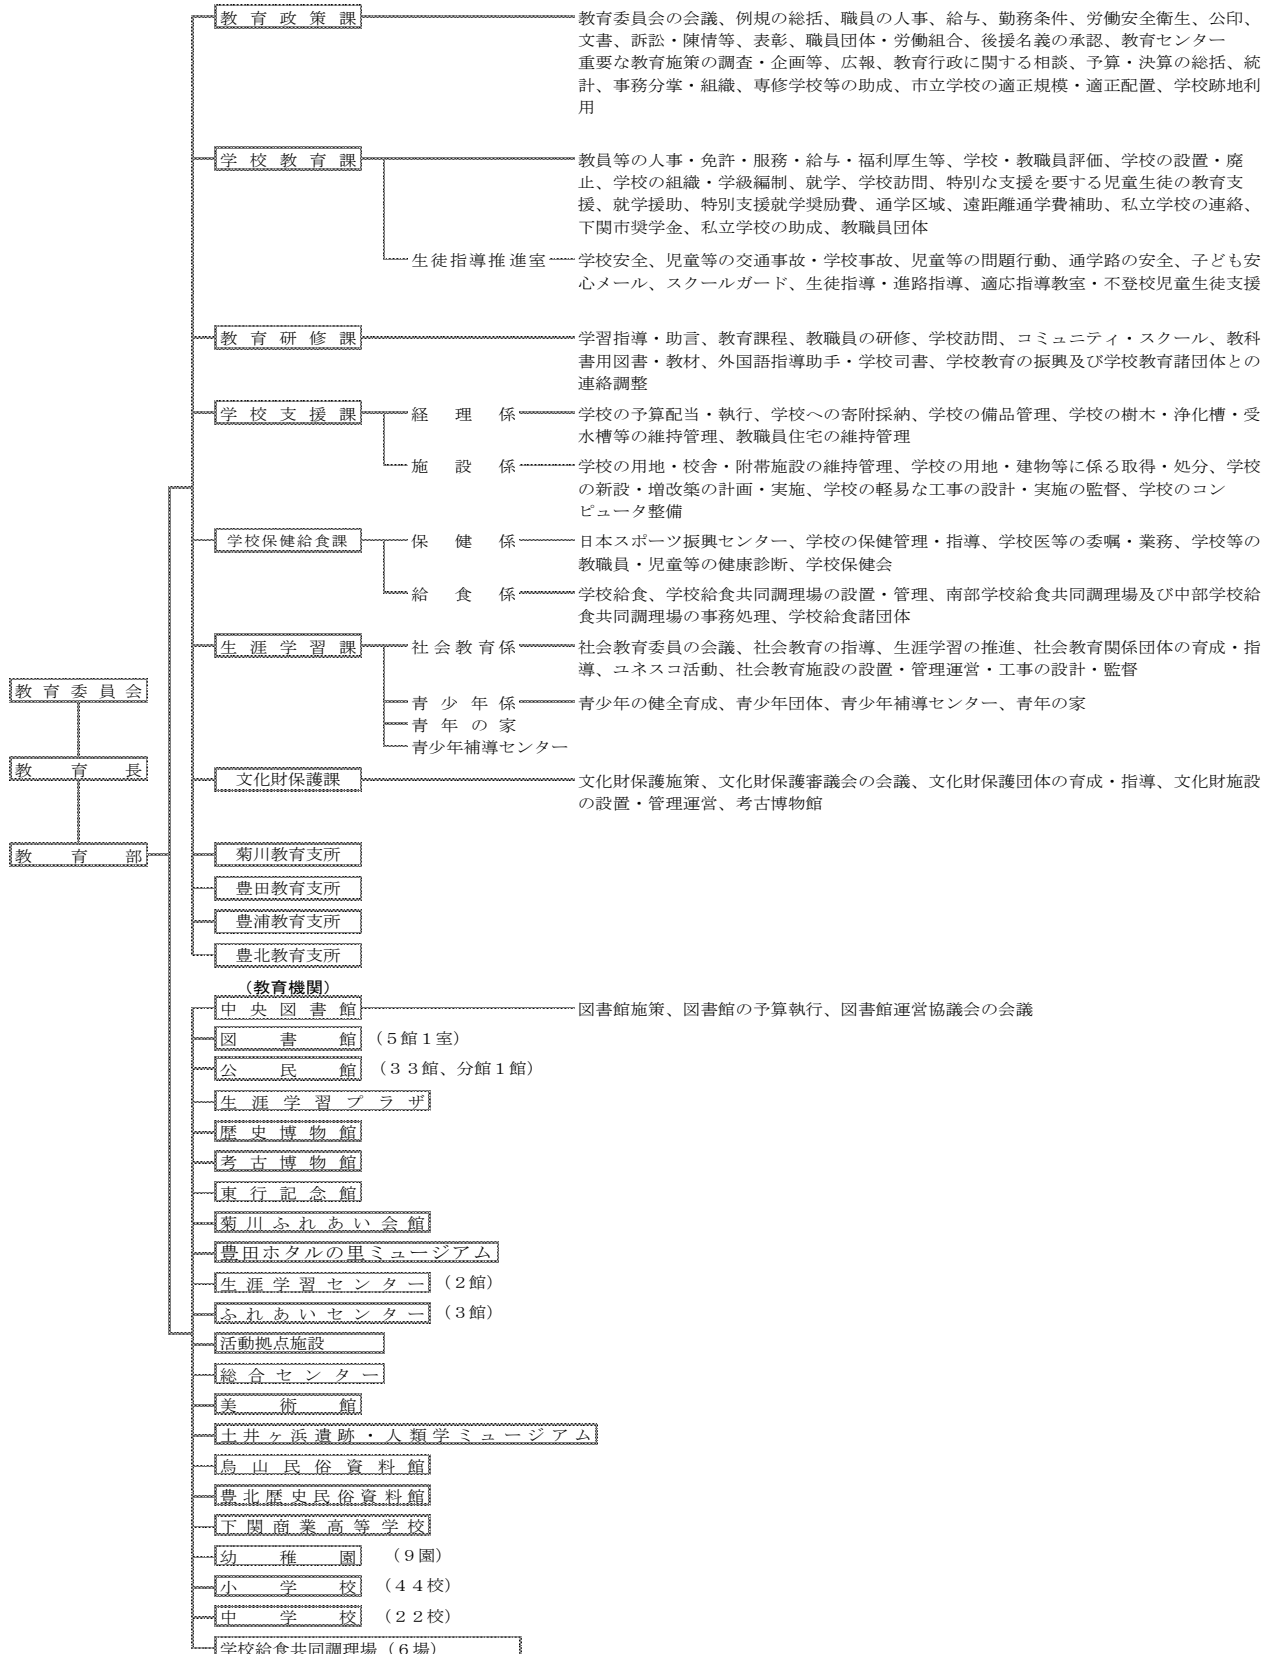 教育政策課 教育委員会の会議、例規の総括、職員の人事、給与、勤務条件、労働安全衛生、公印、
文書、訴訟・陳情等、表彰、職員団体・労働組合、後援名義の承認、教育センター
重要な教育施策の調査・企画等、広報、教育行政に関する相談、予算・決算の総括、統
計、事務分掌・組織、専修学校等の助成、市立学校の適正規模・適正配置、学校跡地利
用
学校教育課 教員等の人事・免許・服務・給与・福利厚生等、学校・教職員評価、学校の設置・廃
止、学校の組織・学級編制、就学、学校訪問、特別な支援を要する児童生徒の教育支
援、就学援助、特別支援就学奨励費、通学区域、遠距離通学費補助、私立学校の連絡、
下関市奨学金、私立学校の助成、教職員団体
生徒指導推進室 学校安全、児童等の交通事故・学校事故、児童等の問題行動、通学路の安全、子ども安
心メール、スクールガード、生徒指導・進路指導、適応指導教室・不登校児童生徒支援
教育研修課 学習指導・助言、教育課程、教職員の研修、学校訪問、コミュニティ・スクール、教科
書用図書・教材、外国語指導助手・学校司書、学校教育の振興及び学校教育諸団体との
連絡調整
学校支援課 経理係 学校の予算配当・執行、学校への寄附採納、学校の備品管理、学校の樹木・浄化槽・受
水槽等の維持管理、教職員住宅の維持管理
施設係 学校の用地・校舎・附帯施設の維持管理、学校の用地・建物等に係る取得・処分、学校
の新設・増改築の計画・実施、学校の軽易な工事の設計・実施の監督、学校のコン
ピュータ整備
学校保健給食課 保健係 日本スポーツ振興センター、学校の保健管理・指導、学校医等の委嘱・業務、学校等の
教職員・児童等の健康診断、学校保健会
給食係 学校給食、学校給食共同調理場の設置・管理、南部学校給食共同調理場及び中部学校給
食共同調理場の事務処理、学校給食諸団体
生涯学習課 社会教育係 社会教育委員の会議、社会教育の指導、生涯学習の推進、社会教育関係団体の育成・指
導、ユネスコ活動、社会教育施設の設置・管理運営・工事の設計・監督
教育委員会
青少年係 青少年の健全育成、青少年団体、青少年補導センター、青年の家
青年の家
青少年補導センター
教育長
文化財保護課 文化財保護施策、文化財保護審議会の会議、文化財保護団体の育成・指導、文化財施設
の設置・管理運営、考古博物館
教育部
菊川教育支所
豊田教育支所
豊浦教育支所
豊北教育支所
(教育機関)
中央図書館 図書館施策、図書館の予算執行、図書館運営協議会の会議
図書館 (5館1室)
公民館 (33館、分館1館)
生涯学習プラザ
歴史博物館
考古博物館
東行記念館
菊川ふれあい会館
豊田ホタルの里ミュージアム
生涯学習センター (2館)
ふれあいセンター (3館)
活動拠点施設
総合センター
美術館
土井ヶ浜遺跡・人類学ミュージアム
烏山民俗資料館
豊北歴史民俗資料館
下関商業高等学校
幼稚園 (9園)
小学校 (44校)
中学校 (22校)
学校給食共同調理場 (6場)